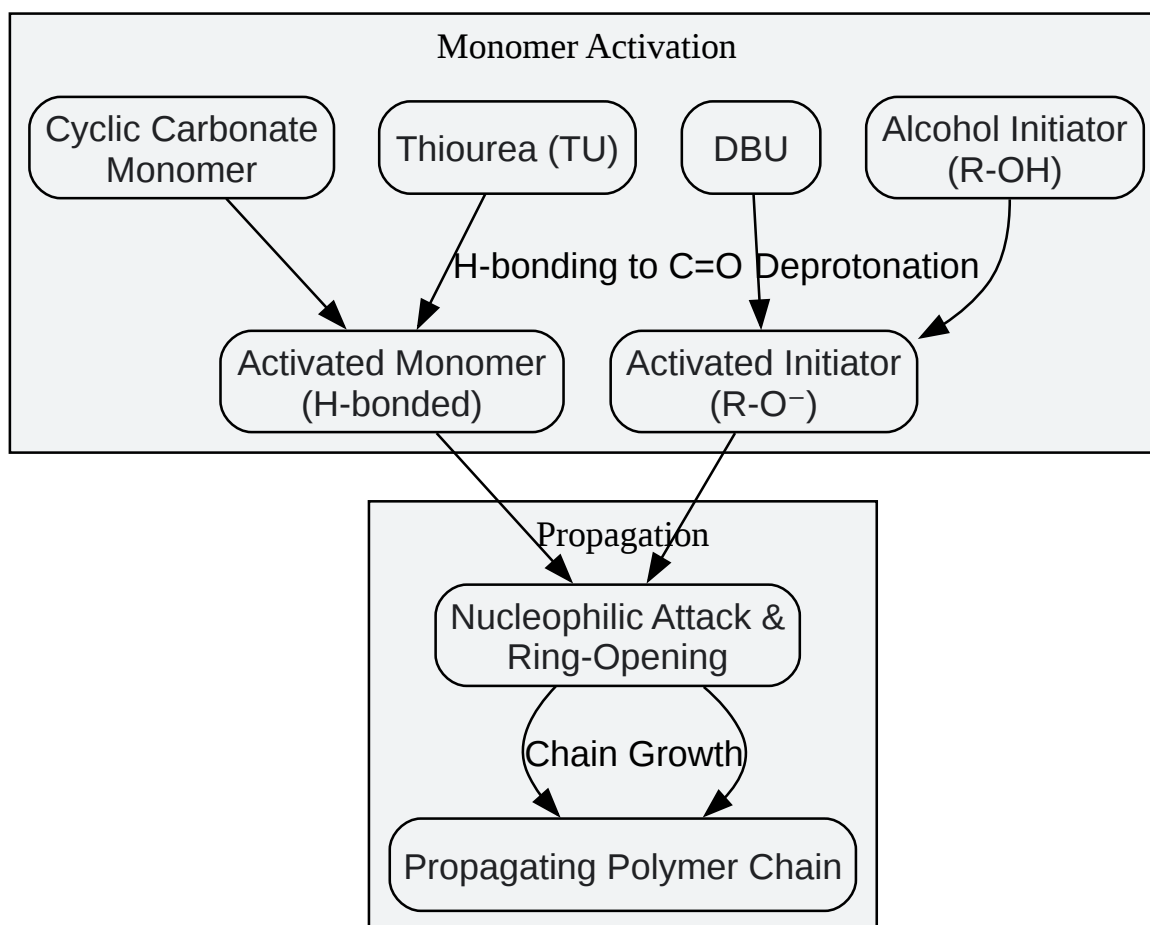 Monomer Activation
Cyclic Carbonate
Monomer
Thiourea (TU)
DBU
Alcohol Initiator
(R-OH)
H-bonding to C=O
Deprotonation
Activated Monomer
(H-bonded)
Activated Initiator
(R-O⁻)
Propagation
Nucleophilic Attack &
Ring-Opening
Chain Growth
Propagating Polymer Chain